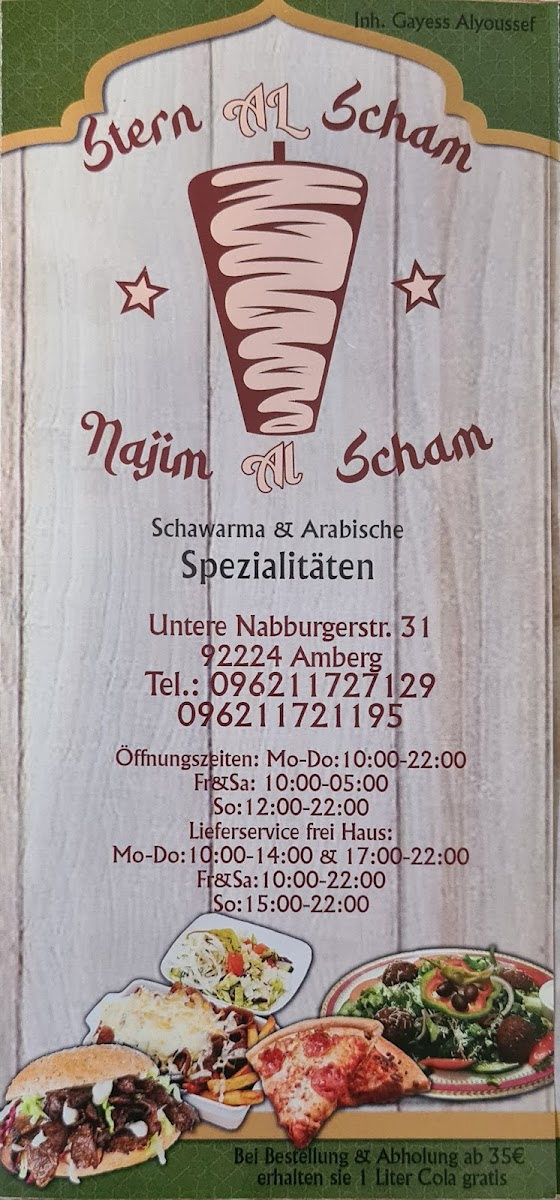 Inh. Gayess Alyoussef
Stern AL Scham
Najim Al Scham
Schawarma & Arabische
Spezialitäten
Untere Nabburgerstr. 31
92224 Amberg
Tel.: 096211727129
096211721195
Öffnungszeiten: Mo-Do:10:00-22:00
Fr&Sa: 10:00-05:00
So:12:00-22:00
Lieferservice frei Haus:
Mo-Do:10:00-14:00 & 17:00-22:00
Fr&Sa:10:00-22:00
So:15:00-22:00
Bei Bestellung & Abholung ab 35€
erhalten sie 1 Liter Cola gratis